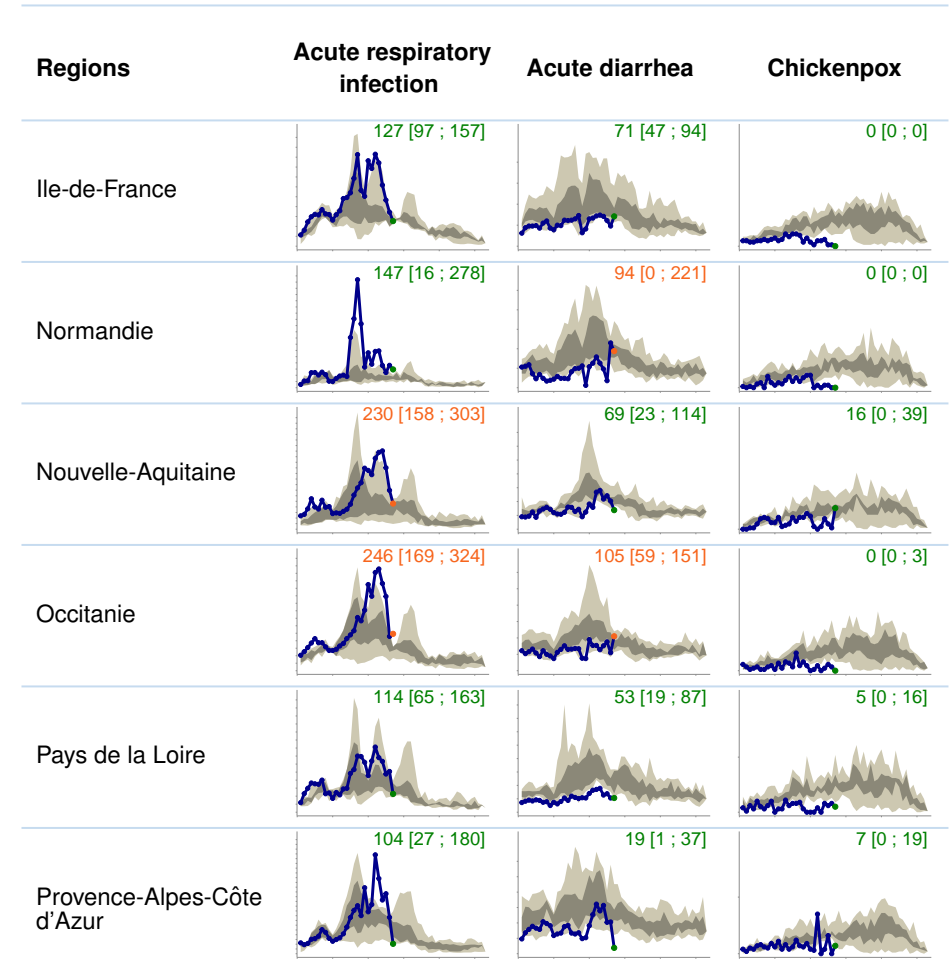 Regions
Acute respiratory
infection
Acute diarrhea
Chickenpox
127 [97 ; 157]
71 [47 ; 94]
0 [0 ; 0]
Ile-de-France
147 [16 ; 278]
94 [0 ; 221]
0 [0 ; 0]
Normandie
230 [158 ; 303]
69 [23 ; 114]
16 [0 ; 39]
Nouvelle-Aquitaine
246 [169 ; 324]
105 [59 ; 151]
0 [0 ; 3]
Occitanie
114 [65 ; 163]
53 [19 ; 87]
5 [0 ; 16]
Pays de la Loire
104 [27 ; 180]
19 [1 ; 37]
7 [0 ; 19]
Provence-Alpes-Côte
d'Azur